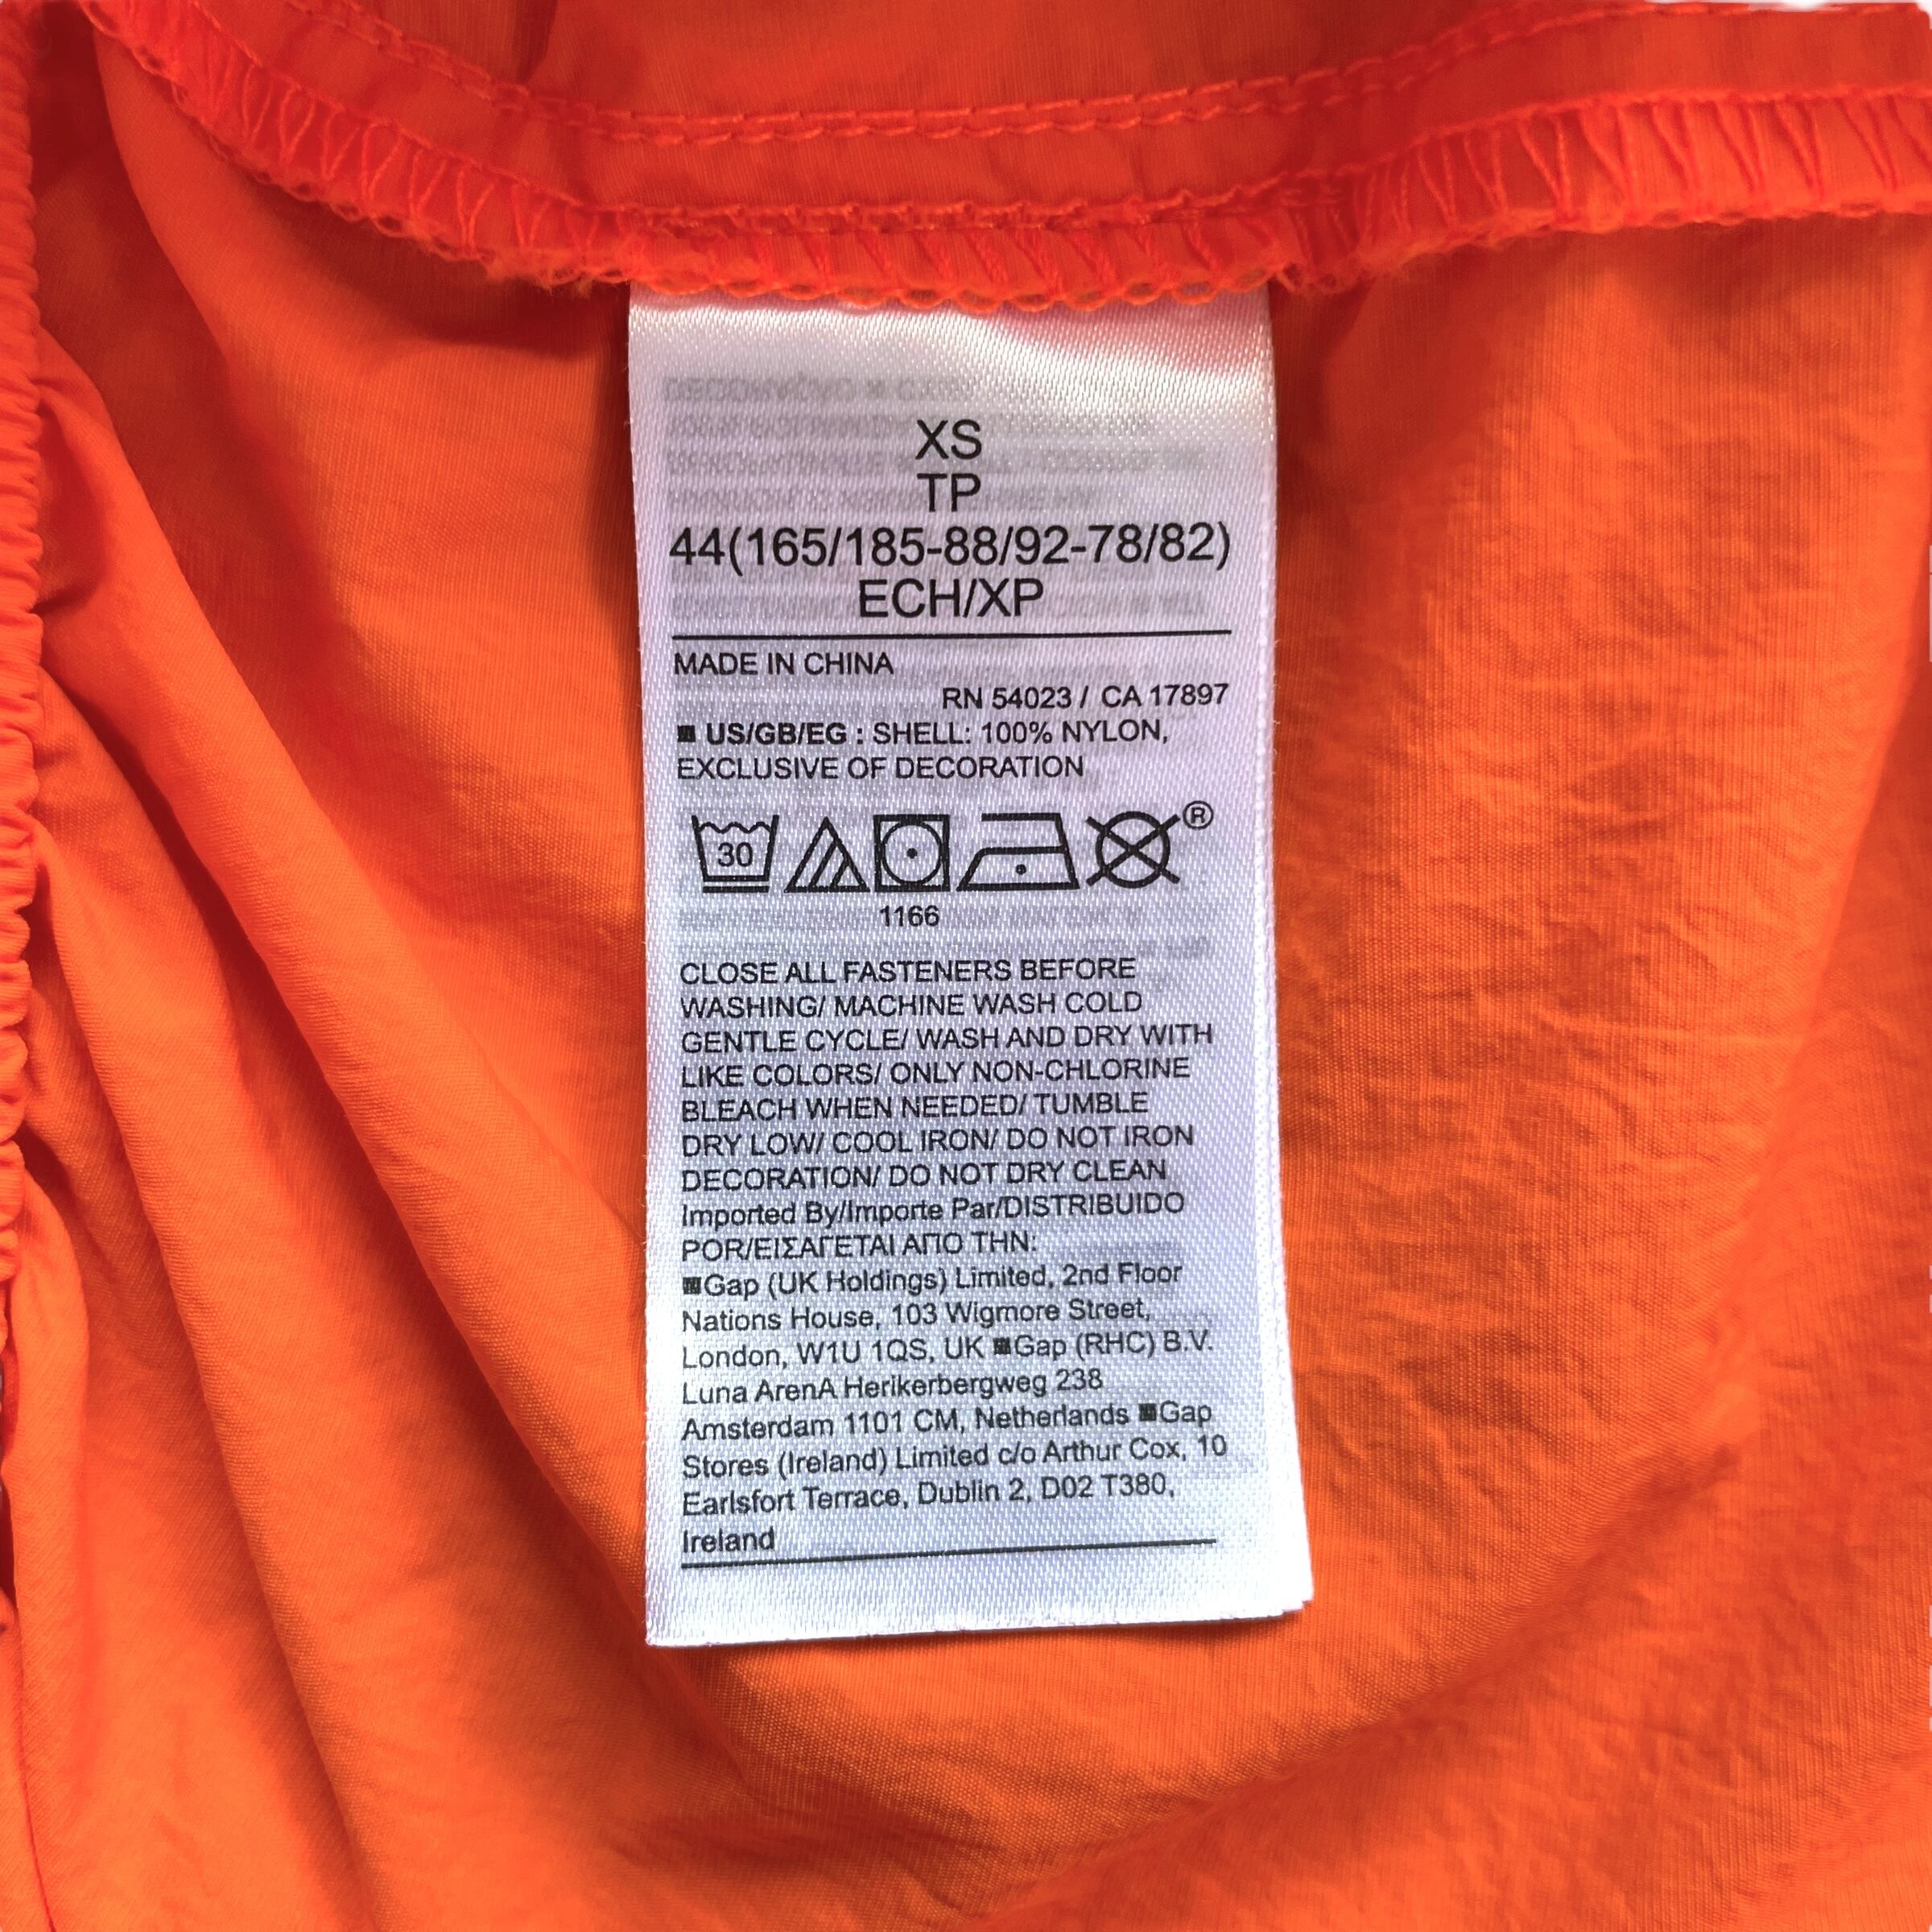 XS
TP
44(165/185-88/92-78/82)
ECH/XP
MADE IN CHINA
RN 54023 / CA 17897
■ US/GB/EG : SHELL: 100% NYLON,
EXCLUSIVE OF DECORATION
30
®
1166
CLOSE ALL FASTENERS BEFORE
WASHING/ MACHINE WASH COLD
GENTLE CYCLE/ WASH AND DRY WITH
LIKE COLORS/ ONLY NON-CHLORINE
BLEACH WHEN NEEDED/ TUMBLE
DRY LOW/ COOL IRON/ DO NOT IRON
DECORATION/ DO NOT DRY CLEAN
Imported By/Importe Par/DISTRIBUIDO
POR/ΕΙΣΑΓΕΤΑΙ ΑΠΟ ΤΗΝ:
■Gap (UK Holdings) Limited, 2nd Floor
Nations House, 103 Wigmore Street,
London, W1U 1QS, UK ■Gap (RHC) B.V.
Luna ArenA Herikerbergweg 238
Amsterdam 1101 CM, Netherlands ■Gap
Stores (Ireland) Limited c/o Arthur Cox, 10
Earlsfort Terrace, Dublin 2, D02 T380,
Ireland